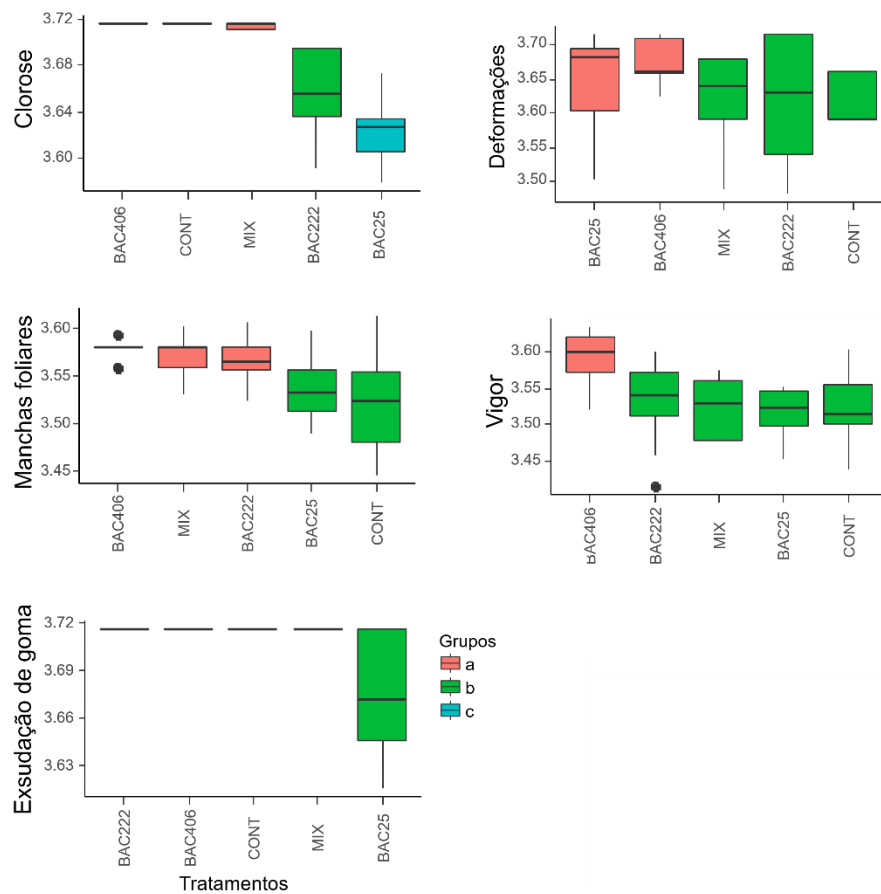 Clorose
3.72
3.68
3.64
3.60
BAC406
CONT
MIX
BAC222
BAC25
Deformações
3.70
3.65
3.60
3.55
3.50
BAC25
BAC406
MIX
BAC222
CONT
Manchas foliares
3.60
3.55
3.50
3.45
BAC406
MIX
BAC222
BAC25
CONT
Vigor
3.60
3.55
3.50
3.45
BAC406
BAC222
MIX
BAC25
CONT
Exsudação de goma
3.72
3.69
3.66
3.63
BAC222
BAC406
CONT
MIX
BAC25
Tratamentos
Grupos
a
b
c